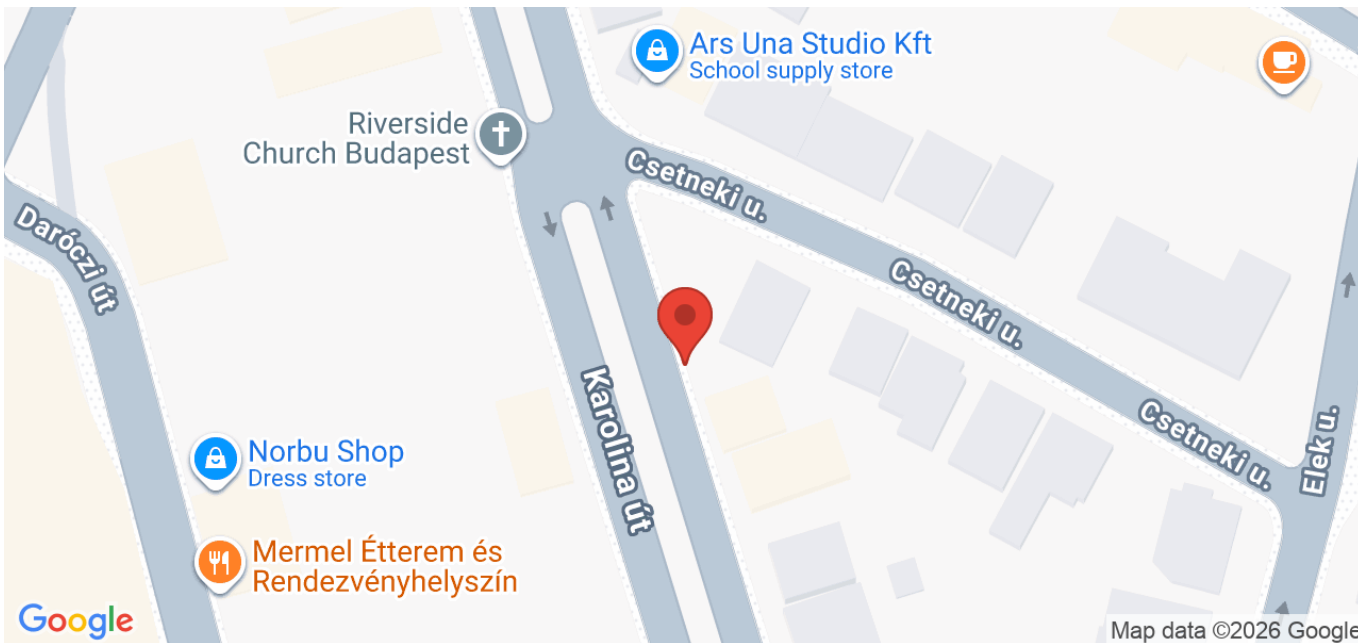 Ars Una Studio Kft
School supply store
Riverside
Church Budapest
Csetneki u.
Daróczi út
Csetneki u.
Karolina út
Csetneki u.
Elek u.
Norbu Shop
Dress store
Mermel Étterem és
Rendezvényhelyszín
Google
Map data ©2026 Google